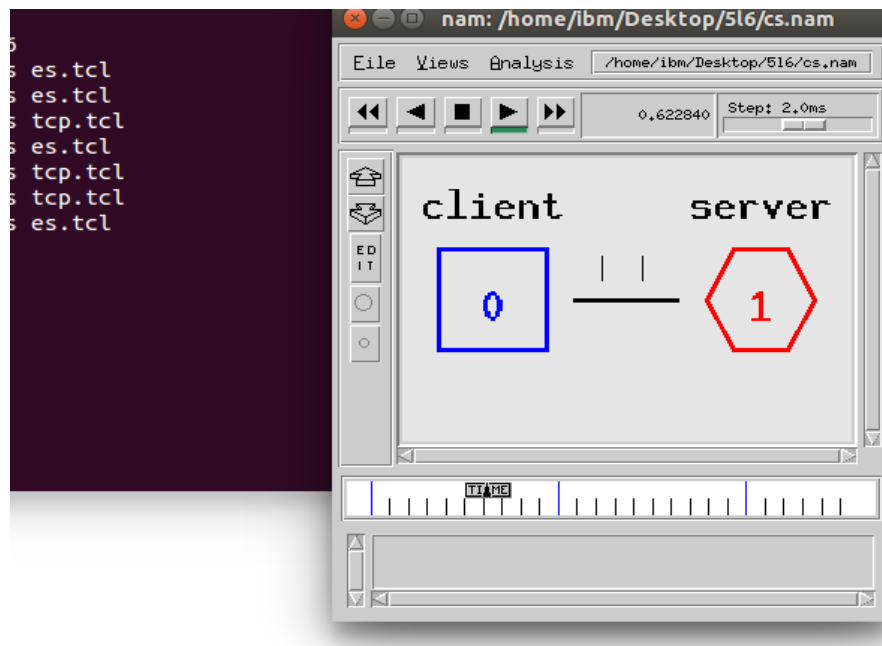 nam: /home/ibm/Desktop/5l6/cs.nam
6
s es.tcl
s es.tcl
s tcp.tcl
s es.tcl
s tcp.tcl
s tcp.tcl
s es.tcl
File Views Analysis /home/ibm/Desktop/5l6/cs.nam
0.622840 Step: 2.0ms
ED
IT
client server
0 1
TIME